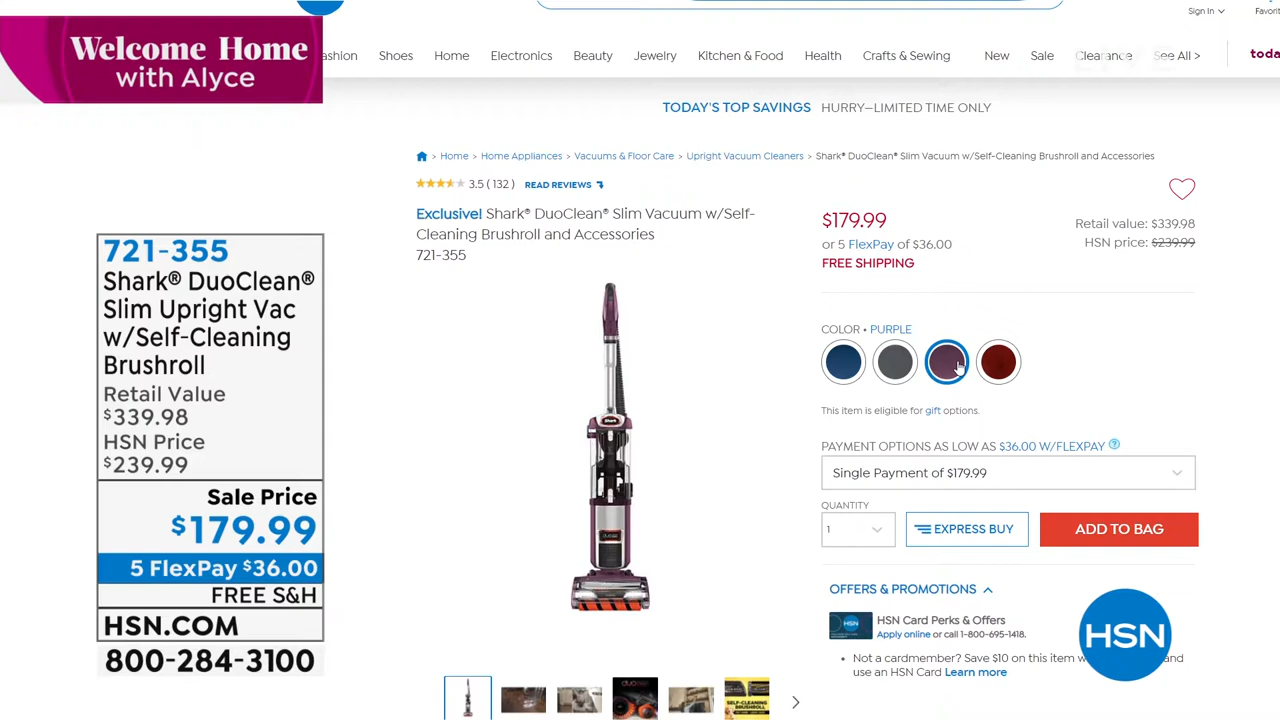 Sign In
Favorit
Welcome Home
with Alyce
ashion Shoes Home Electronics Beauty Jewelry Kitchen & Food Health Crafts & Sewing New Sale Clearance See All > toda
TODAY'S TOP SAVINGS HURRY—LIMITED TIME ONLY
Home > Home Appliances > Vacuums & Floor Care > Upright Vacuum Cleaners > Shark® DuoClean® Slim Vacuum w/Self-Cleaning Brushroll and Accessories
3.5 ( 132 ) READ REVIEWS
Exclusive! Shark® DuoClean® Slim Vacuum w/Self-
Cleaning Brushroll and Accessories
721-355
$179.99
or 5 FlexPay of $36.00
FREE SHIPPING
Retail value: $339.98
HSN price: $239.99
721-355
Shark® DuoClean®
Slim Upright Vac
w/Self-Cleaning
Brushroll
Retail Value
$339.98
HSN Price
$239.99
Sale Price
$179.99
5 FlexPay $36.00
FREE S&H
HSN.COM
800-284-3100
Shark
COLOR • PURPLE
This item is eligible for gift options.
PAYMENT OPTIONS AS LOW AS $36.00 W/FLEXPAY ?
Single Payment of $179.99
QUANTITY
1
EXPRESS BUY
ADD TO BAG
OFFERS & PROMOTIONS
HSN
HSN Card Perks & Offers
Apply online or call 1-800-695-1418.
• Not a cardmember? Save $10 on this item w and
use an HSN Card Learn more
HSN
duoclean
SELF-CLEANING
BRUSHROLL